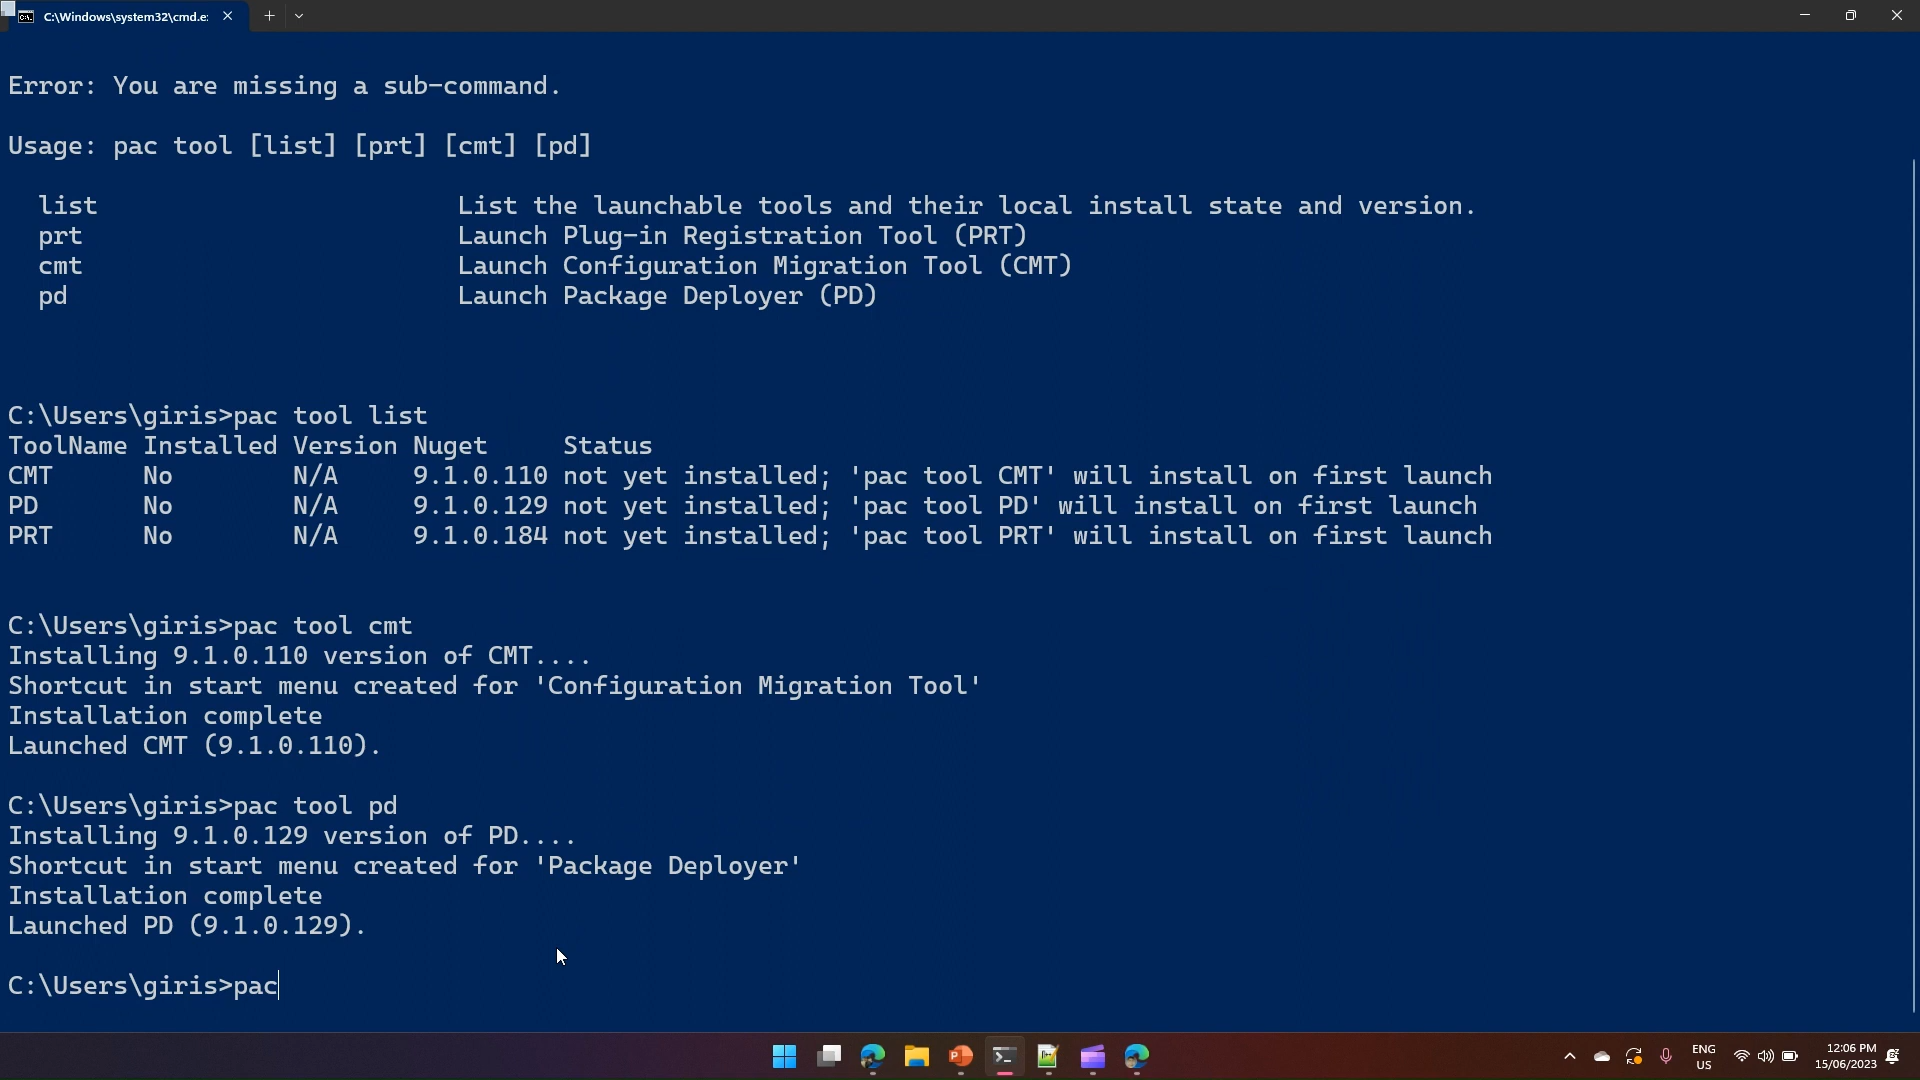 C:\Windows\system32\cmd.e:
Error: You are missing a sub-command.
Usage: pac tool [list] [prt] [cmt] [pd]
list List the launchable tools and their local install state and version.
prt Launch Plug-in Registration Tool (PRT)
cmt Launch Configuration Migration Tool (CMT)
pd Launch Package Deployer (PD)
C:\Users\giris>pac tool list
ToolName Installed Version Nuget Status
CMT No N/A 9.1.0.110 not yet installed; 'pac tool CMT' will install on first launch
PD No N/A 9.1.0.129 not yet installed; 'pac tool PD' will install on first launch
PRT No N/A 9.1.0.184 not yet installed; 'pac tool PRT' will install on first launch
C:\Users\giris>pac tool cmt
Installing 9.1.0.110 version of CMT....
Shortcut in start menu created for 'Configuration Migration Tool'
Installation complete
Launched CMT (9.1.0.110).
C:\Users\giris>pac tool pd
Installing 9.1.0.129 version of PD....
Shortcut in start menu created for 'Package Deployer'
Installation complete
Launched PD (9.1.0.129).
C:\Users\giris>pac
ENG
US
12:06 PM
15/06/2023